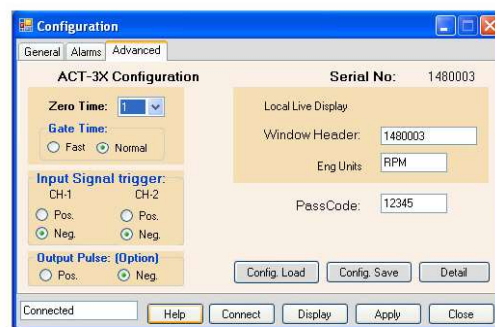 Configuration
General Alarms Advanced
ACT-3X Configuration
Serial No: 1480003
Zero Time: 1
Gate Time:
Fast Normal
Local Live Display
Window Header: 1480003
Eng Units RPM
Input Signal trigger:
CH-1 CH-2
Pos. Pos.
Neg. Neg.
PassCode: 12345
Output Pulse: (Option)
Pos. Neg.
Config. Load Config. Save Detail
Connected Help Connect Display Apply Close